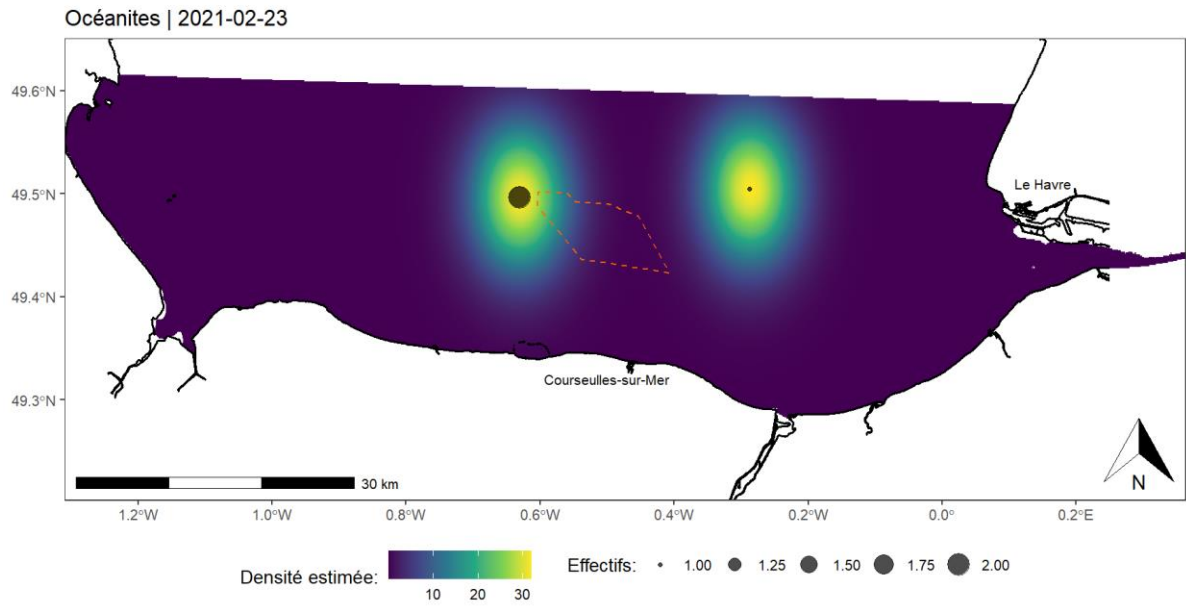 Océanites | 2021-02-23
49.6°N
49.5°N
Le Havre
49.4°N
Courseulles-sur-Mer
49.3°N
30 km
N
1.2°W 1.0°W 0.8°W 0.6°W 0.4°W 0.2°W 0.0° 0.2°E
Densité estimée: 10 20 30
Effectifs: 1.00 1.25 1.50 1.75 2.00